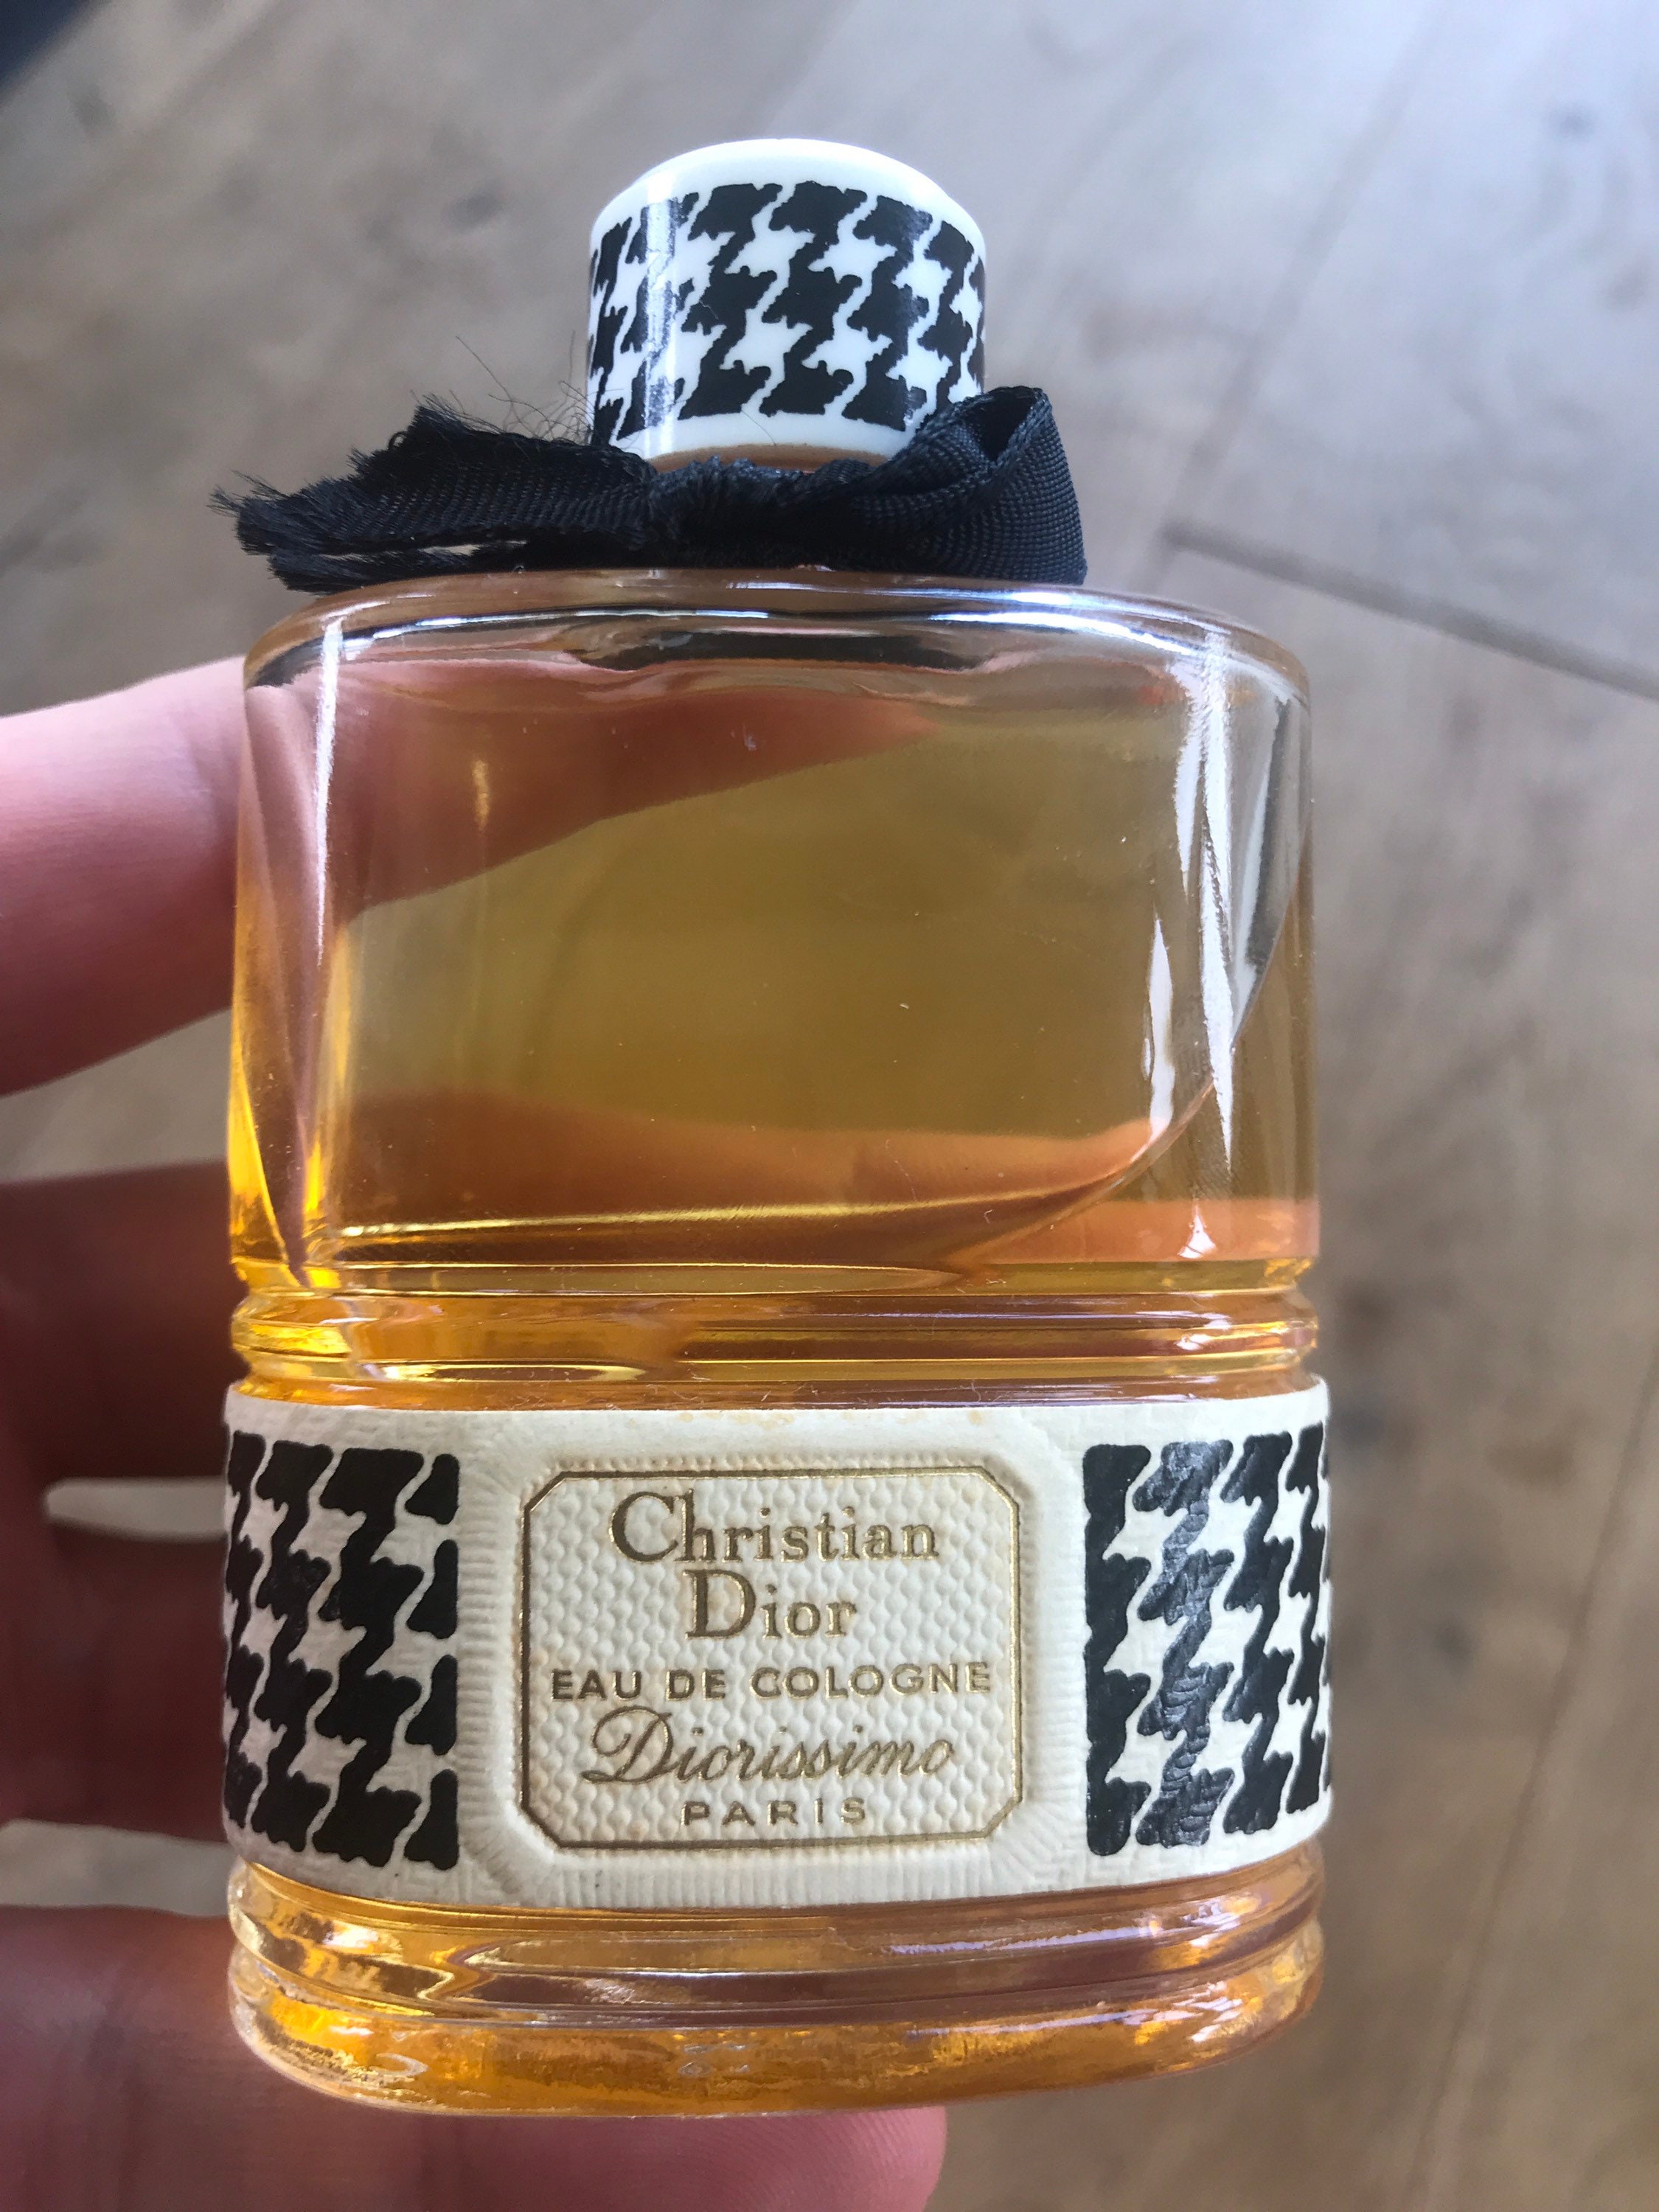 Christian
Dior
EAU DE COLOGNE
Diorissimo
PARIS